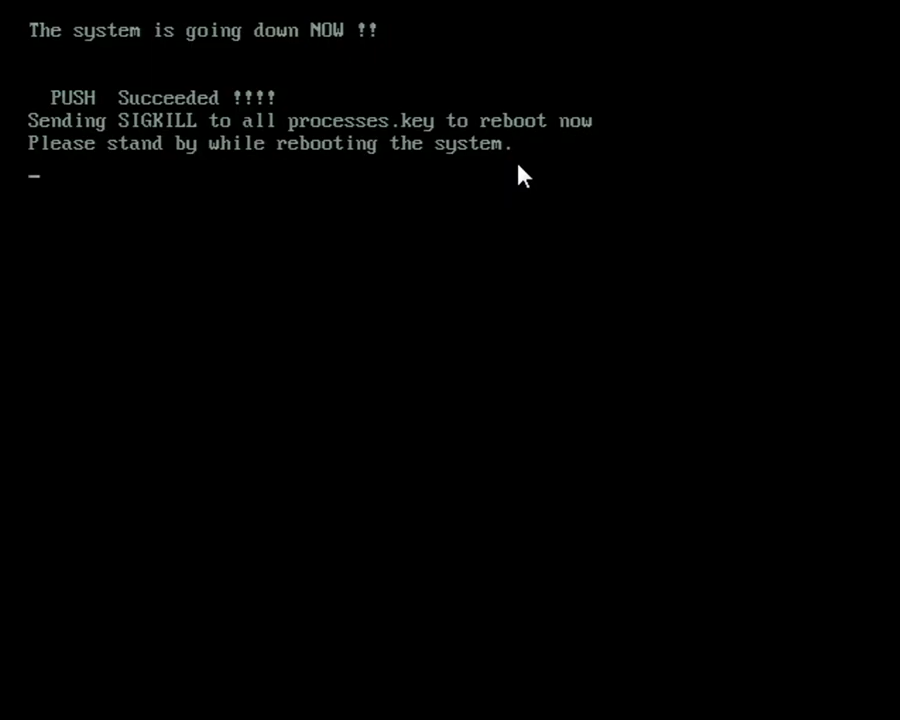 The system is going down NOW !!
PUSH  Succeeded !!!!
Sending SIGKILL to all processes.key to reboot now
Please stand by while rebooting the system.
_